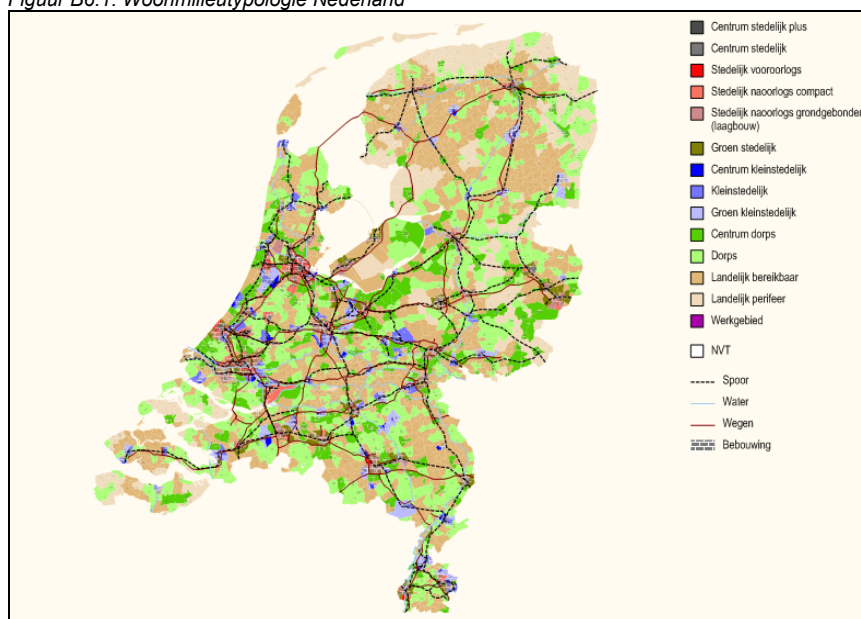 Figuur B6.1: Woonmilieutypologie Nederland
Centrum stedelijk plus
Centrum stedelijk
Stedelijk vooroorlogs
Stedelijk naoorlogs compact
Stedelijk naoorlogs grondgebonden
(laagbouw)
Groen stedelijk
Centrum kleinstedelijk
Kleinstedelijk
Groen kleinstedelijk
Centrum dorps
Dorps
Landelijk bereikbaar
Landelijk perifeer
Werkgebied
NVT
Spoor
Water
Wegen
Bebouwing